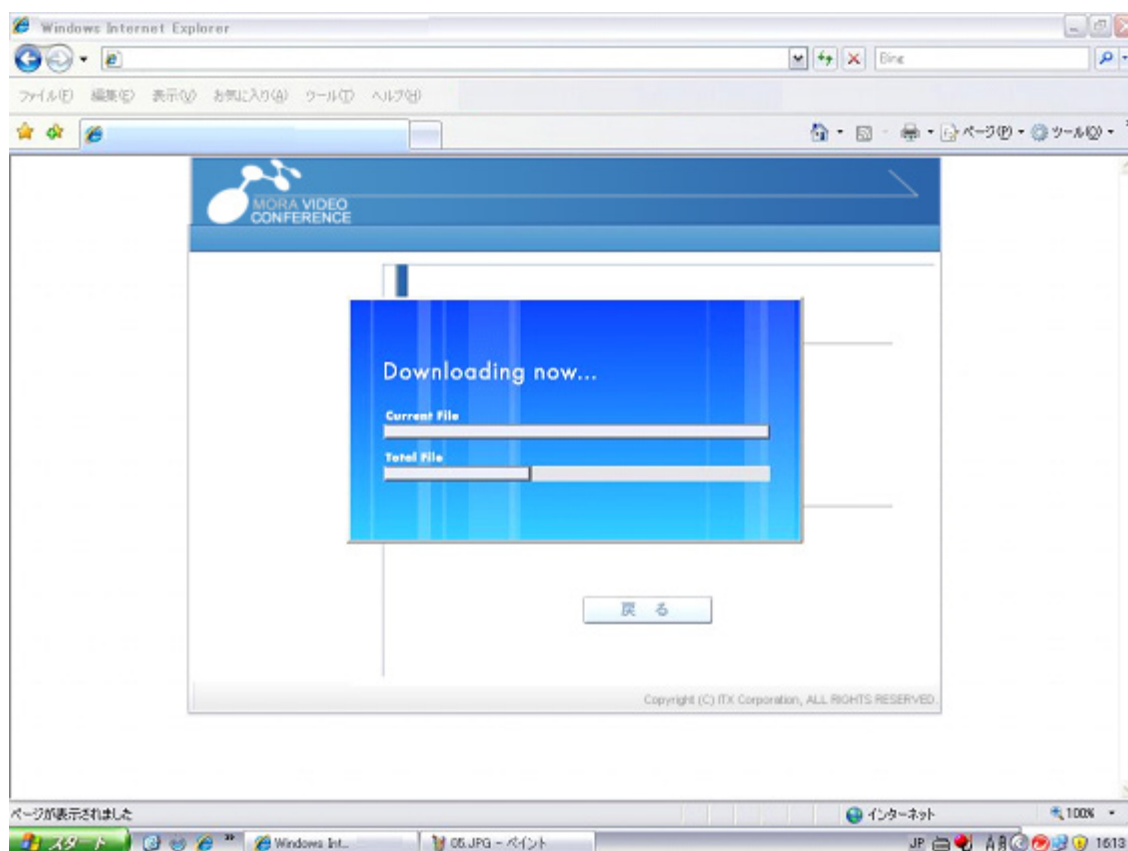 Windows Internet Explorer
Bing
ファイル(F) 編集(E) 表示(V) お気に入り(A) ツール(T) ヘルプ(H)
ページ(P) ツール(O)
MORA VIDEO
CONFERENCE
Downloading now...
Current File
Total File
戻 る
Copyright (C) ITX Corporation, ALL RIGHTS RESERVED.
ページが表示されました インターネット 100%
スタート Windows Int... 05.JPG - ペイント JP A般 16:13